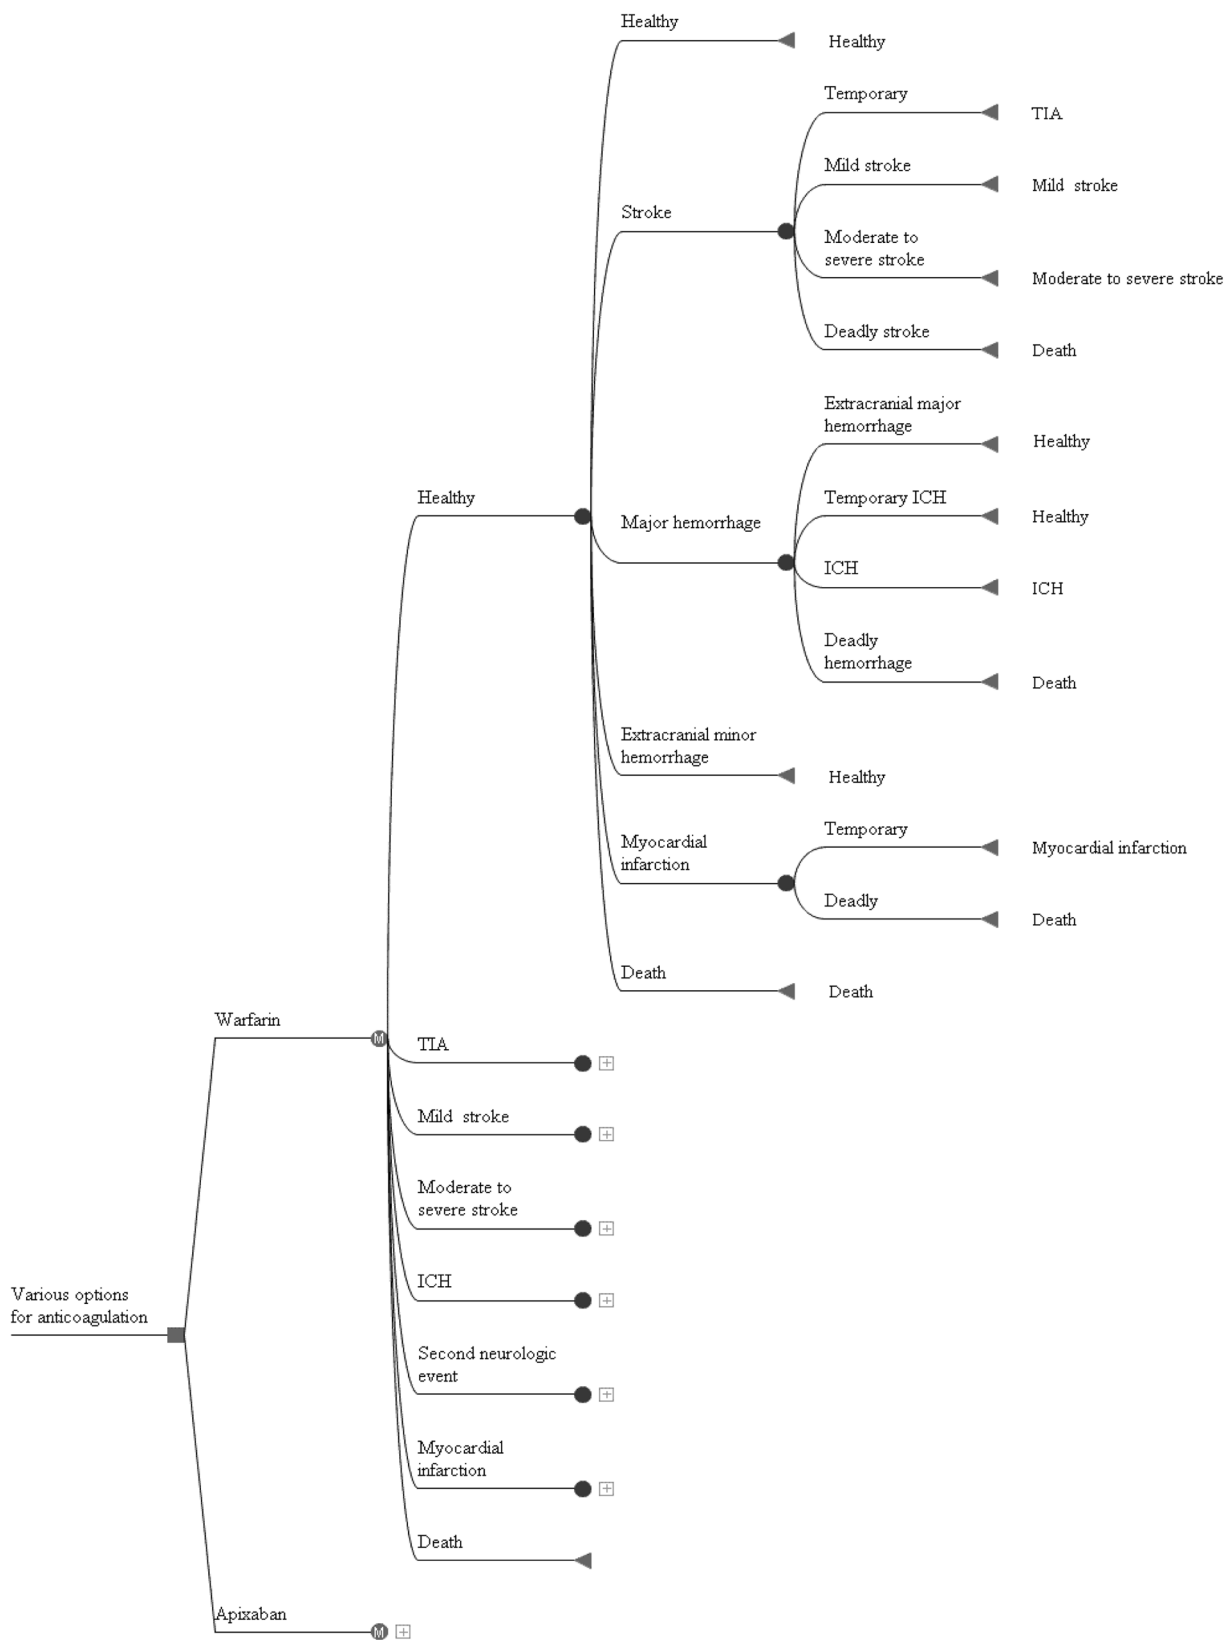 Healthy
Healthy
Temporary
TIA
Mild stroke
Mild stroke
Stroke
Moderate to
severe stroke
Moderate to severe stroke
Deadly stroke
Death
Extracranial major
hemorrhage
Healthy
Healthy
Temporary ICH
Healthy
Major hemorrhage
ICH
ICH
Deadly
hemorrhage
Death
Extracranial minor
hemorrhage
Healthy
Temporary
Myocardial infarction
Myocardial
infarction
Deadly
Death
Death
Death
Warfarin
M
TIA
Mild stroke
Moderate to
severe stroke
ICH
Various options
for anticoagulation
Second neurologic
event
Myocardial
infarction
Death
Apixaban
M